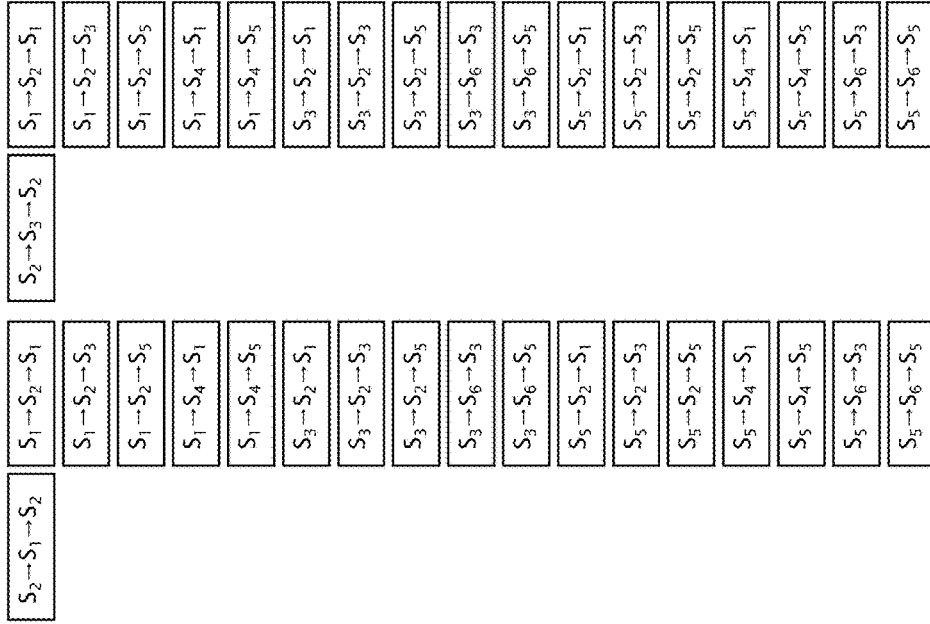 S₂→S₁→S₂
S₁→S₂→S₁
S₁→S₂→S₃
S₁→S₂→S₅
S₁→S₄→S₁
S₁→S₄→S₅
S₃→S₂→S₁
S₃→S₂→S₃
S₃→S₂→S₅
S₃→S₆→S₃
S₃→S₆→S₅
S₅→S₂→S₁
S₅→S₂→S₃
S₅→S₂→S₅
S₅→S₄→S₁
S₅→S₄→S₅
S₅→S₆→S₃
S₅→S₆→S₅
S₂→S₃→S₂
S₁→S₂→S₁
S₁→S₂→S₃
S₁→S₂→S₅
S₁→S₄→S₁
S₁→S₄→S₅
S₃→S₂→S₁
S₃→S₂→S₃
S₃→S₂→S₅
S₃→S₆→S₃
S₃→S₆→S₅
S₅→S₂→S₁
S₅→S₂→S₃
S₅→S₂→S₅
S₅→S₄→S₁
S₅→S₄→S₅
S₅→S₆→S₃
S₅→S₆→S₅